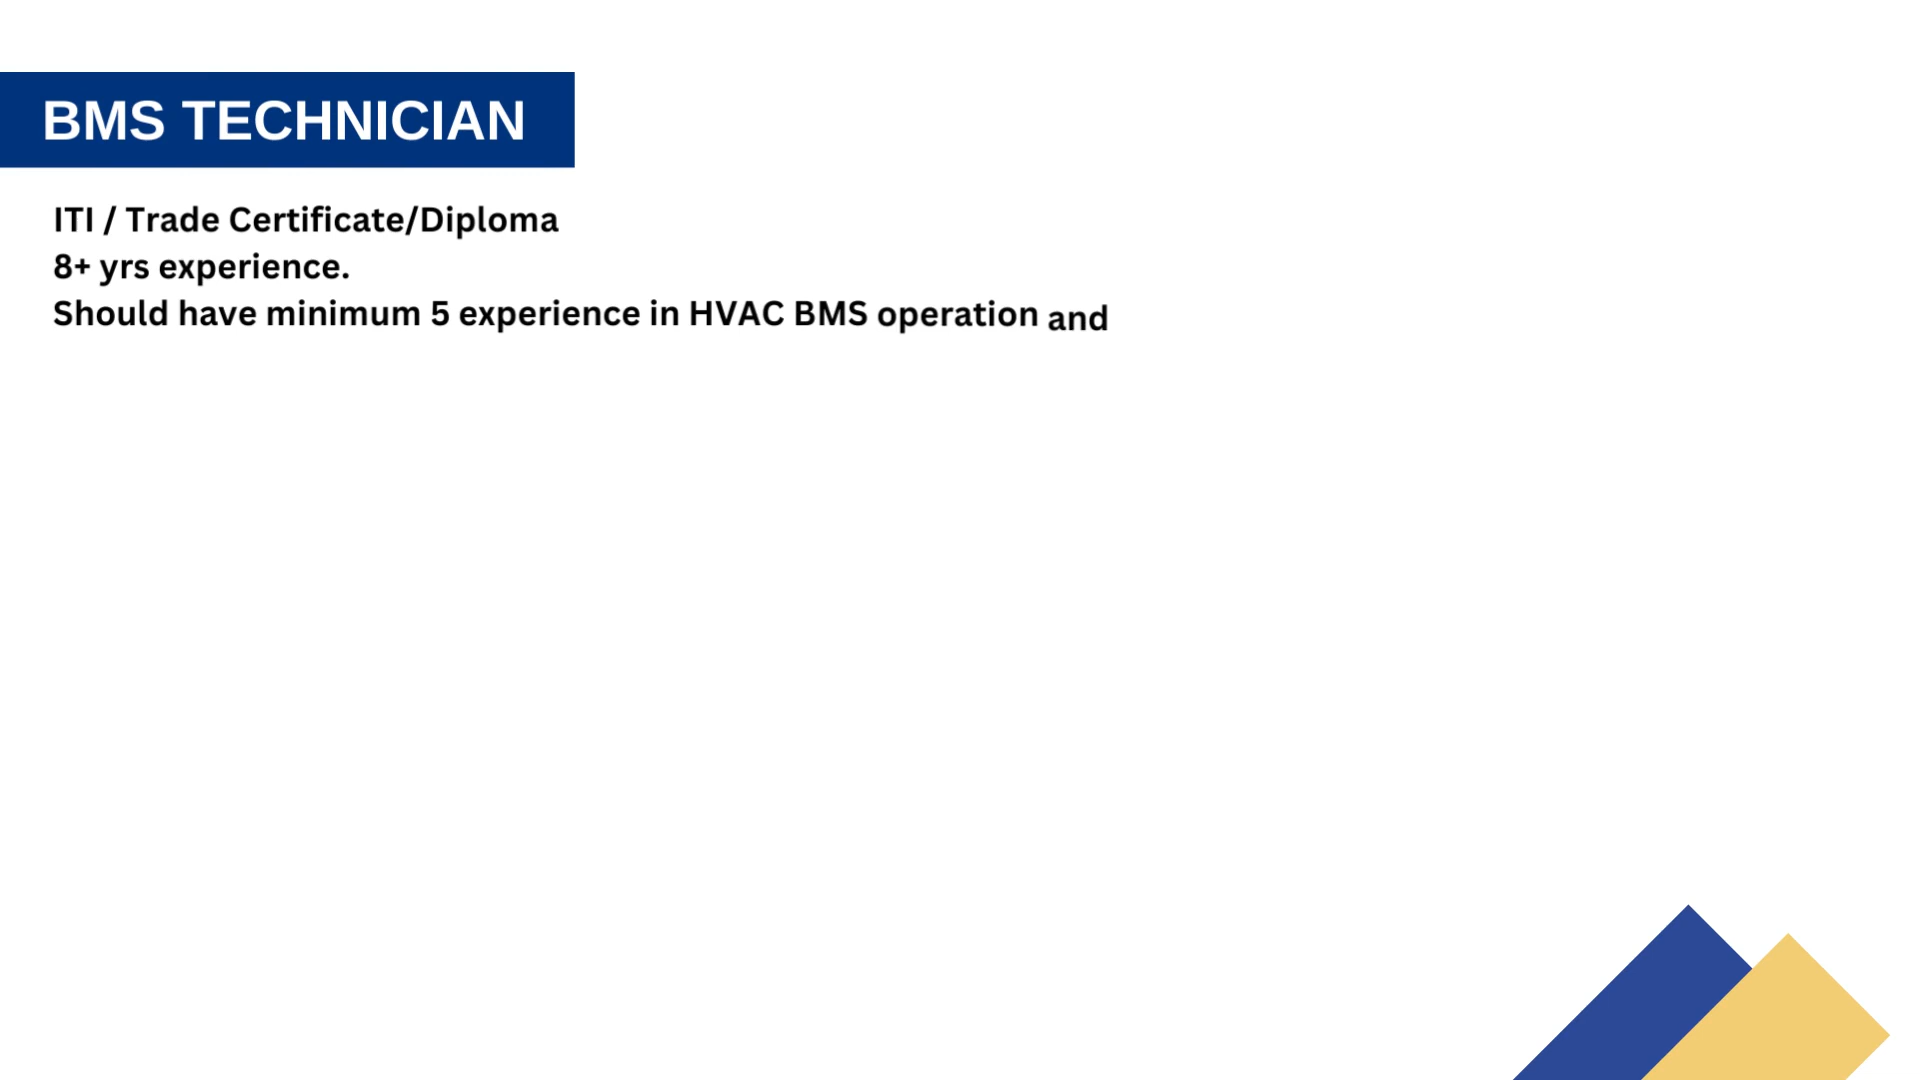 BMS TECHNICIAN
ITI / Trade Certificate/Diploma
8+ yrs experience.
Should have minimum 5 experience in HVAC BMS operation and